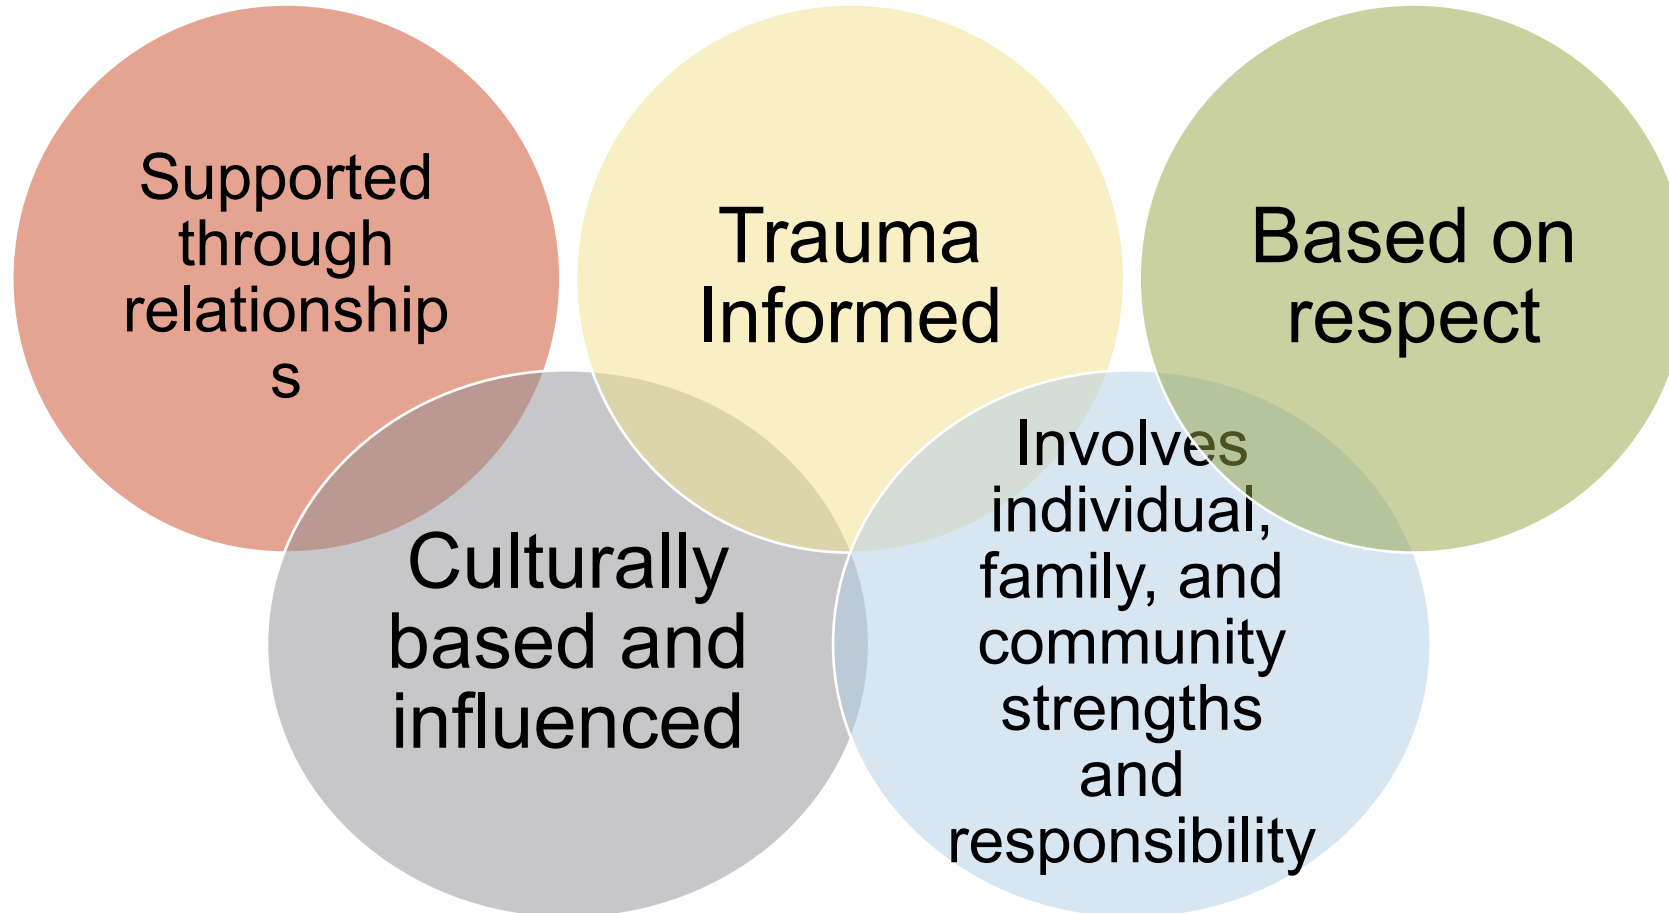 Supported
through
relationship
s
Trauma
Informed
Based on
respect
Culturally
based and
influenced
Involves
individual,
family, and
community
strengths
and
responsibility